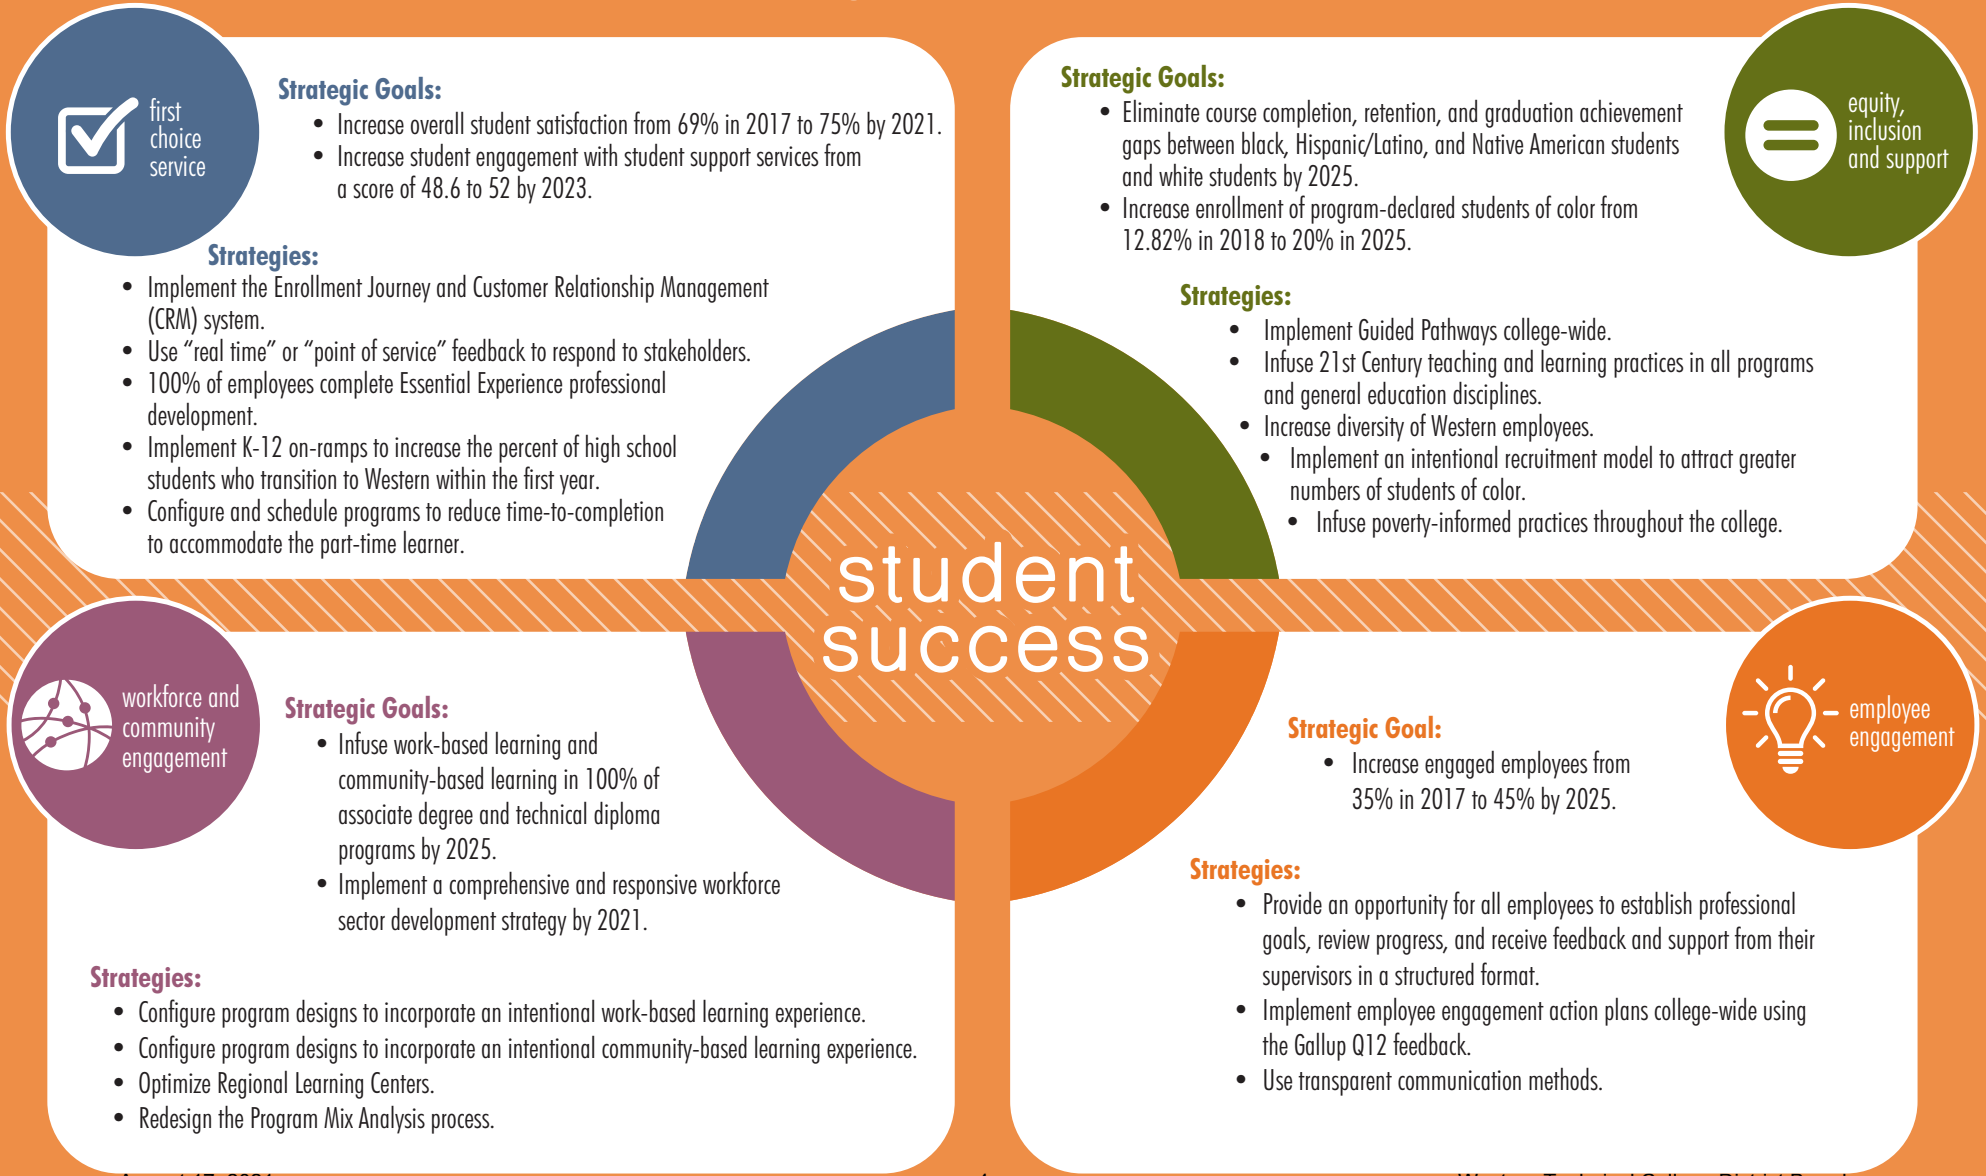 first
choice
service
Strategic Goals:
• Increase overall student satisfaction from 69% in 2017 to 75% by 2021.
• Increase student engagement with student support services from
a score of 48.6 to 52 by 2023.
Strategies:
• Implement the Enrollment Journey and Customer Relationship Management
(CRM) system.
• Use “real time” or “point of service” feedback to respond to stakeholders.
• 100% of employees complete Essential Experience professional
development.
• Implement K-12 on-ramps to increase the percent of high school
students who transition to Western within the first year.
• Configure and schedule programs to reduce time-to-completion
to accommodate the part-time learner.
equity,
inclusion
and support
Strategic Goals:
• Eliminate course completion, retention, and graduation achievement
gaps between black, Hispanic/Latino, and Native American students
and white students by 2025.
• Increase enrollment of program-declared students of color from
12.82% in 2018 to 20% in 2025.
Strategies:
• Implement Guided Pathways college-wide.
• Infuse 21st Century teaching and learning practices in all programs
and general education disciplines.
• Increase diversity of Western employees.
• Implement an intentional recruitment model to attract greater
numbers of students of color.
• Infuse poverty-informed practices throughout the college.
student
success
workforce and
community
engagement
Strategic Goals:
• Infuse work-based learning and
community-based learning in 100% of
associate degree and technical diploma
programs by 2025.
• Implement a comprehensive and responsive workforce
sector development strategy by 2021.
Strategies:
• Configure program designs to incorporate an intentional work-based learning experience.
• Configure program designs to incorporate an intentional community-based learning experience.
• Optimize Regional Learning Centers.
• Redesign the Program Mix Analysis process.
employee
engagement
Strategic Goal:
• Increase engaged employees from
35% in 2017 to 45% by 2025.
Strategies:
• Provide an opportunity for all employees to establish professional
goals, review progress, and receive feedback and support from their
supervisors in a structured format.
• Implement employee engagement action plans college-wide using
the Gallup Q12 feedback.
• Use transparent communication methods.
Western Technical College District Board